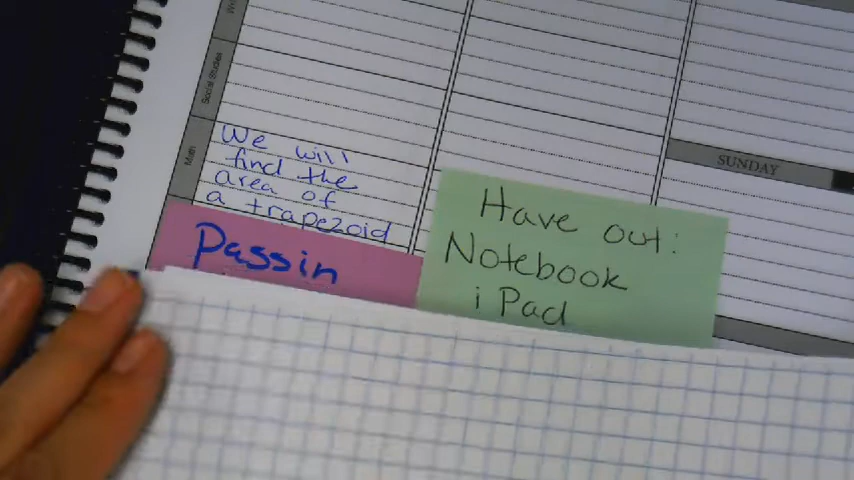 Social Studies
Math
We will
find the
area of
a trapezoid
Passin
Have out:
Notebook
iPad
SUNDAY